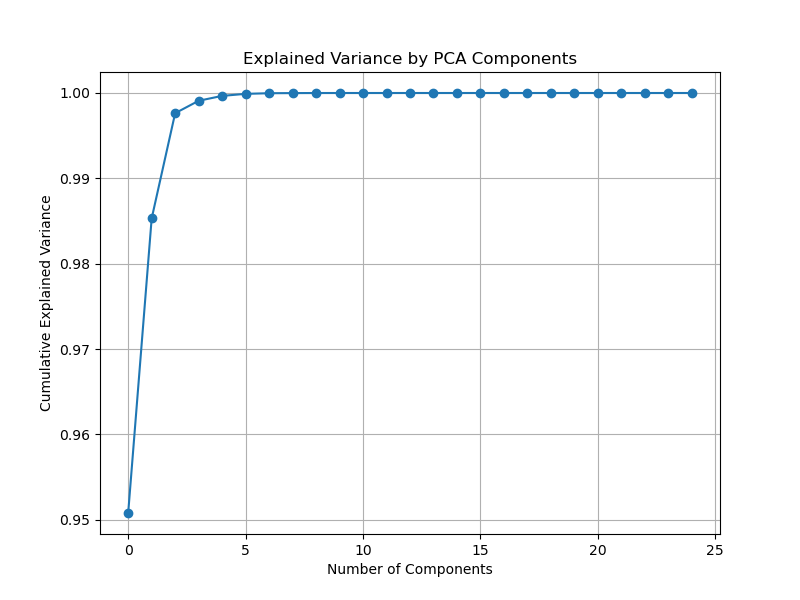 Explained Variance by PCA Components
1.00
0.99
0.98
0.97
0.96
0.95
Cumulative Explained Variance
0 5 10 15 20 25
Number of Components